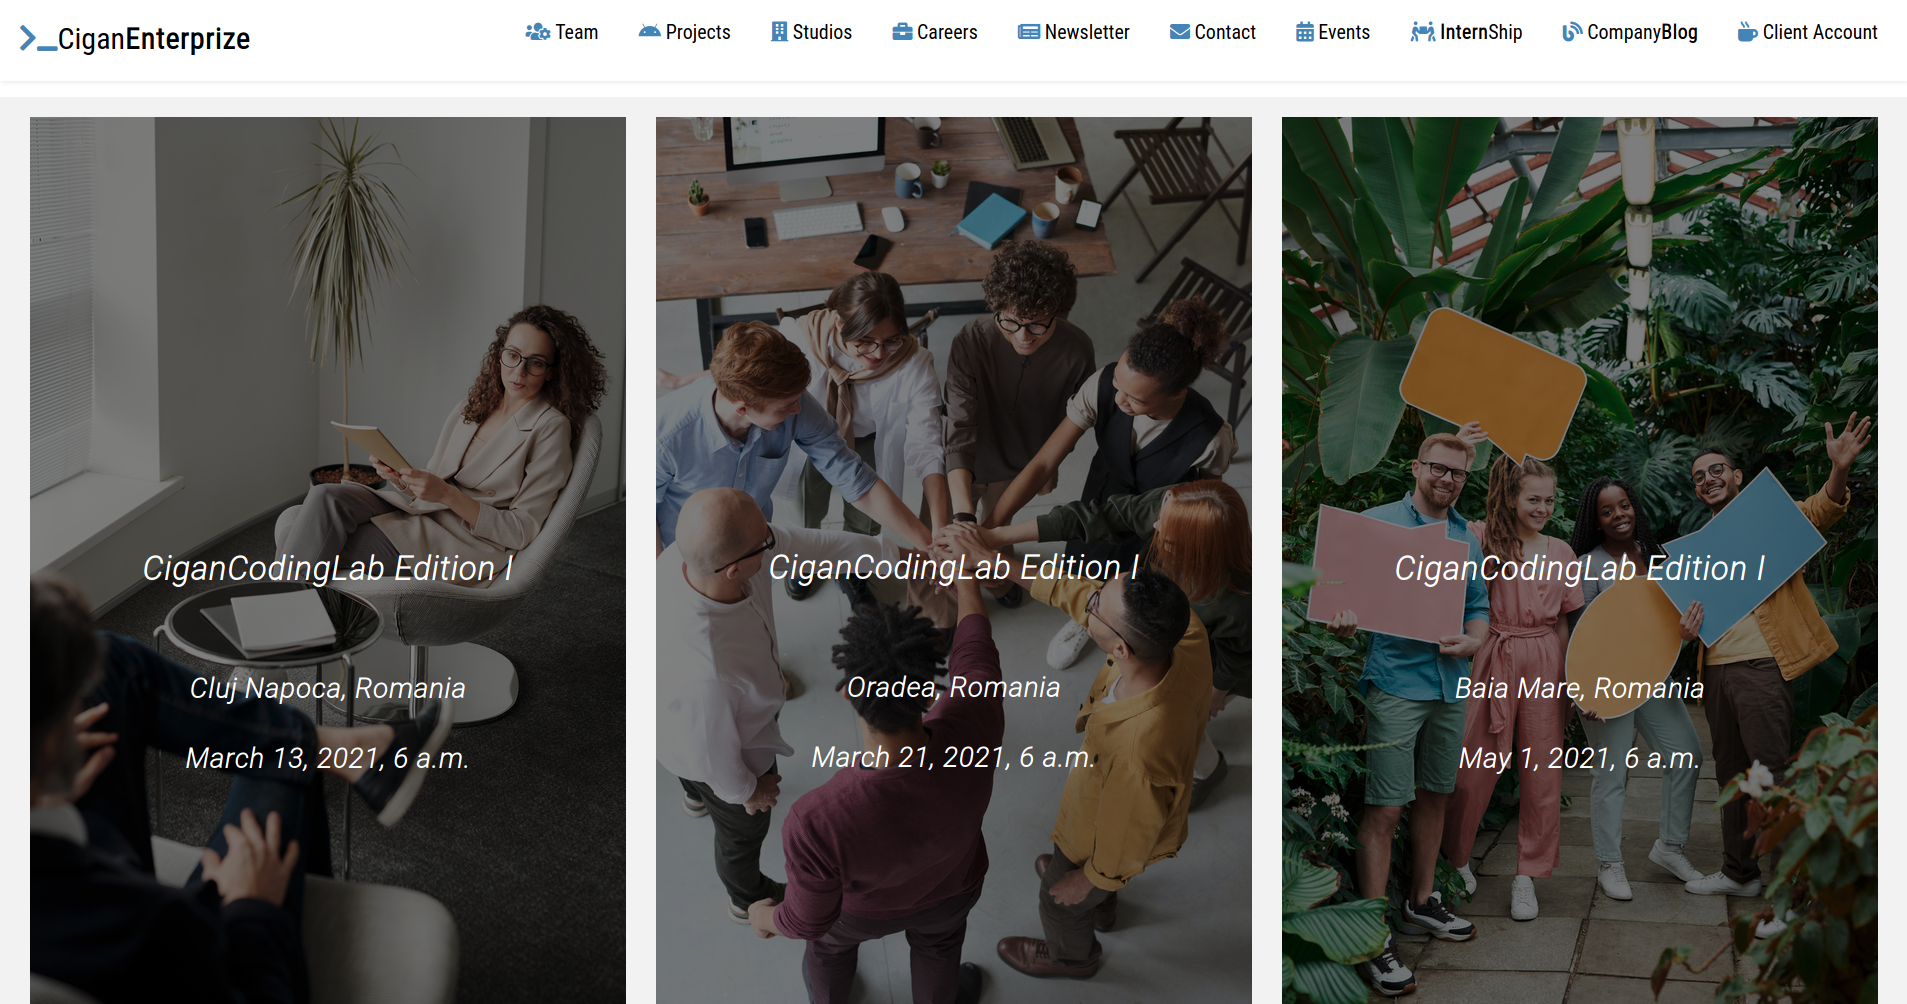 CiganEnterprize
Team
Projects
Studios
Careers
Newsletter
Contact
Events
InternShip
CompanyBlog
Client Account
CiganCodingLab Edition I
Cluj Napoca, Romania
March 13, 2021, 6 a.m.
CiganCodingLab Edition I
Oradea, Romania
March 21, 2021, 6 a.m.
CiganCodingLab Edition I
Baia Mare, Romania
May 1, 2021, 6 a.m.